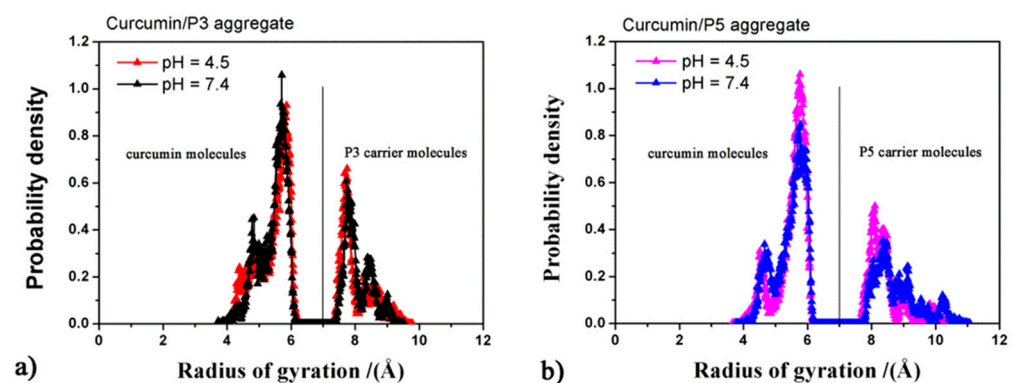 Curcumin/P3 aggregate
1.2
1.0
0.8
0.6
0.4
0.2
0.0
Probability density
pH = 4.5
pH = 7.4
curcumin molecules
P3 carrier molecules
0 2 4 6 8 10 12
Radius of gyration /(Å)
a)
Curcumin/P5 aggregate
1.2
1.0
0.8
0.6
0.4
0.2
0.0
Probability density
pH = 4.5
pH = 7.4
curcumin molecules
P5 carrier molecules
0 2 4 6 8 10 12
Radius of gyration /(Å)
b)